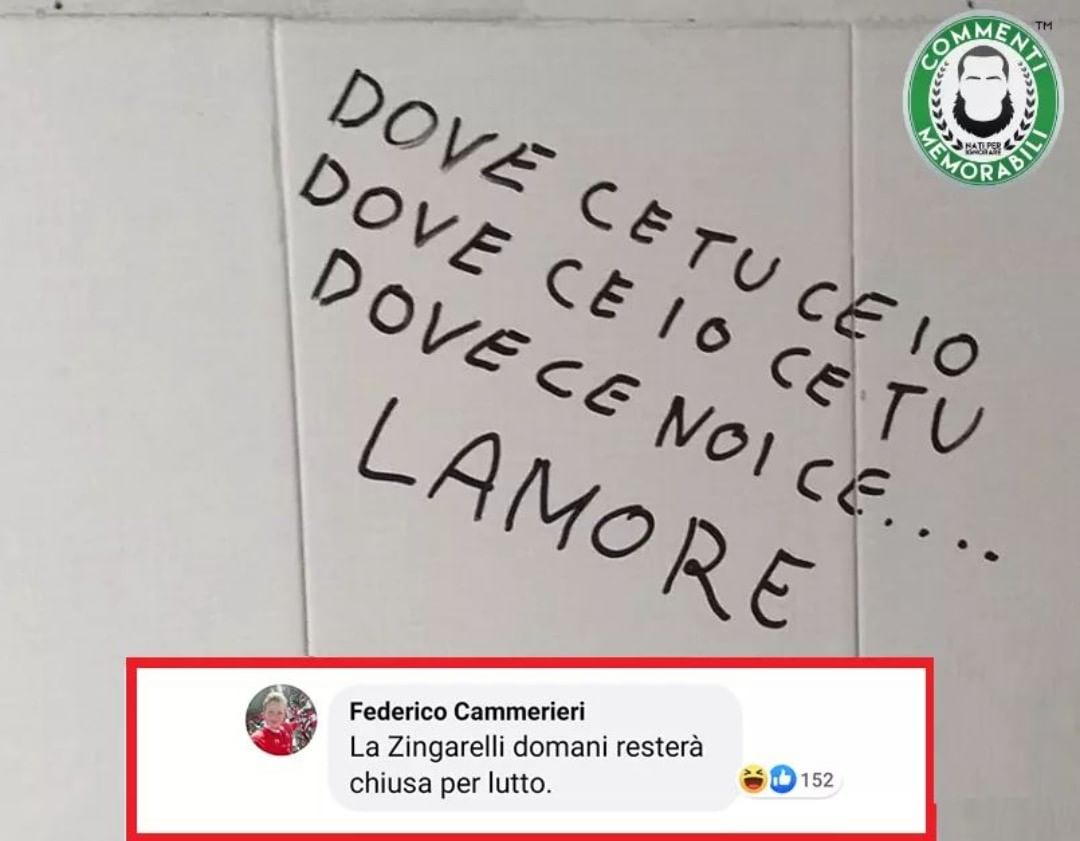 COMMENTI
MEMORABILI
TM
NATI PER
IGNORARE
DOVE CE TU CE IO
DOVE CE IO CE TU
DOVE CE NOI CE....
LAMORE
Federico Cammerieri
La Zingarelli domani resterà
chiusa per lutto.
152